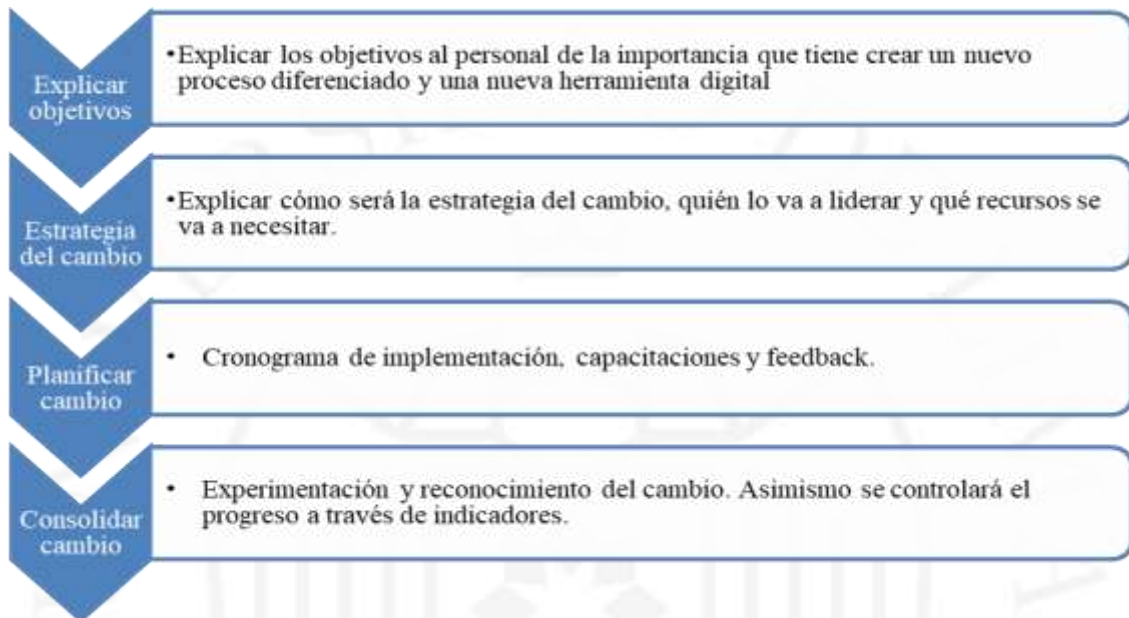 Explicar
objetivos
•Explicar los objetivos al personal de la importancia que tiene crear un nuevo
proceso diferenciado y una nueva herramienta digital
Estrategia
del cambio
•Explicar cómo será la estrategia del cambio, quién lo va a liderar y qué recursos se
va a necesitar.
Planificar
cambio
• Cronograma de implementación, capacitaciones y feedback.
Consolidar
cambio
• Experimentación y reconocimiento del cambio. Asimismo se controlará el
progreso a través de indicadores.